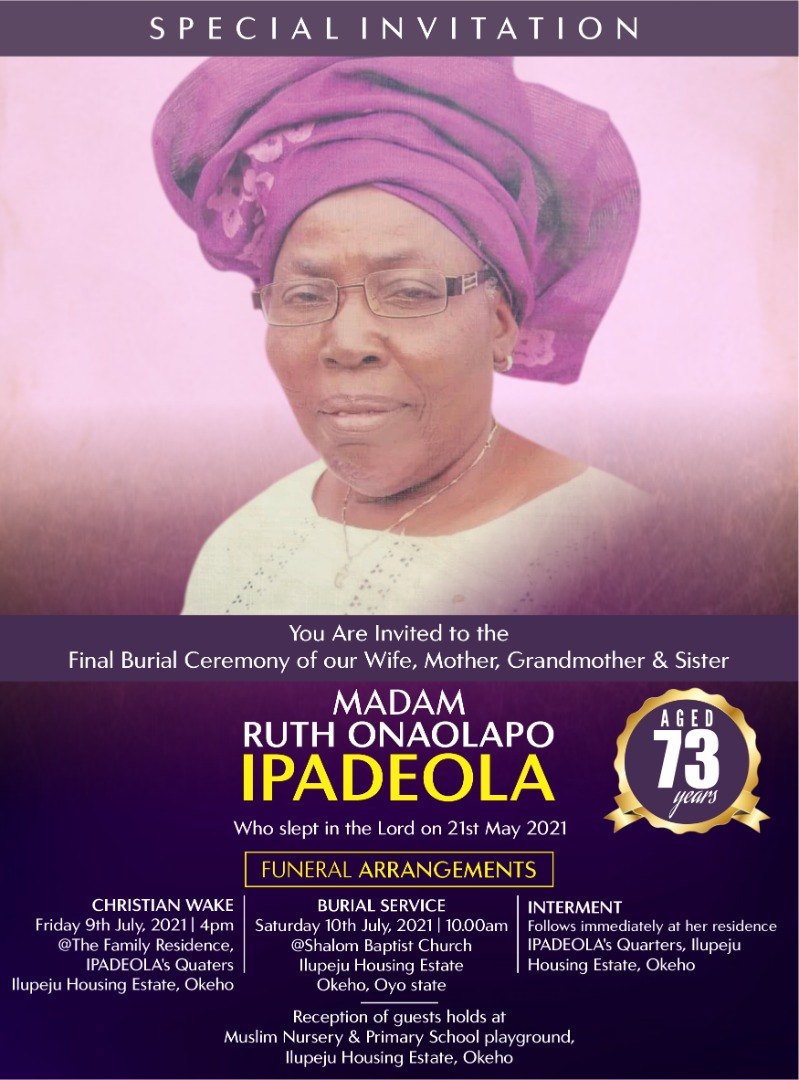 SPECIAL INVITATION
You Are Invited to the
Final Burial Ceremony of our Wife, Mother, Grandmother & Sister
MADAM
RUTH ONAOLAPO
IPADEOLA
AGED
73
years
Who slept in the Lord on 21st May 2021
FUNERAL ARRANGEMENTS
CHRISTIAN WAKE
Friday 9th July, 2021 | 4pm
@The Family Residence,
IPADEOLA's Quaters
Ilupeju Housing Estate, Okeho
BURIAL SERVICE
Saturday 10th July, 2021 | 10.00am
@Shalom Baptist Church
Ilupeju Housing Estate
Okeho, Oyo state
INTERMENT
Follows immediately at her residence
IPADEOLA's Quarters, Ilupeju
Housing Estate, Okeho
Reception of guests holds at
Muslim Nursery & Primary School playground,
Ilupeju Housing Estate, Okeho